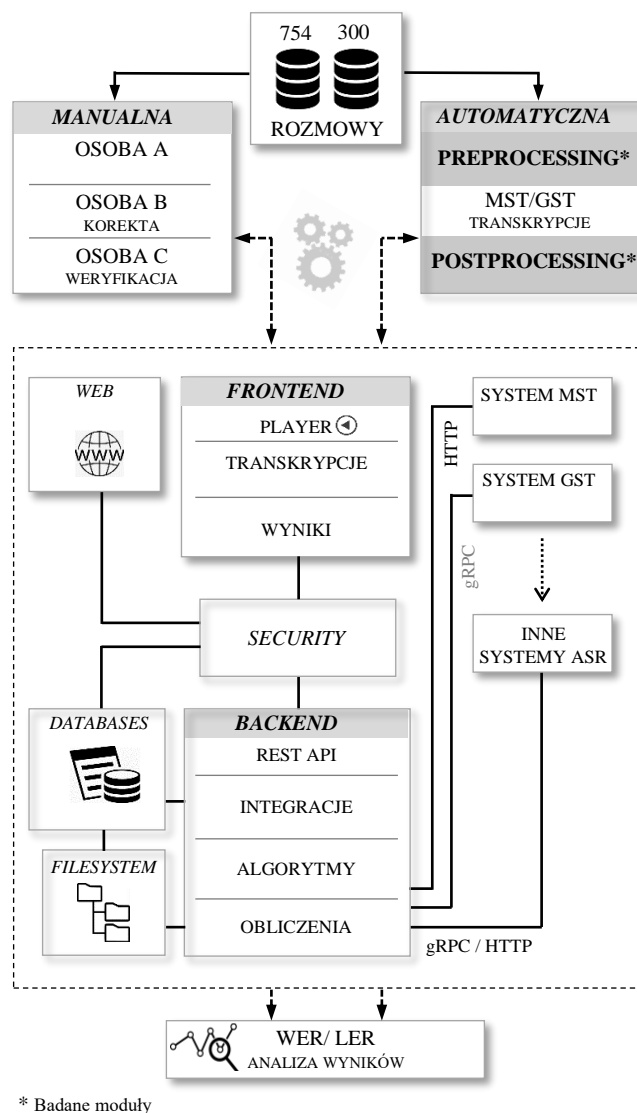 754 300
ROZMOWY
MANUALNA
OSOBA A
OSOBA B
KOREKTA
OSOBA C
WERYFIKACJA
AUTOMATYCZNA
PREPROCESSING*
MST/GST
TRANSKRYPCJE
POSTPROCESSING*
WEB
WWW
FRONTEND
PLAYER
TRANSKRYPCJE
WYNIKI
SYSTEM MST
HTTP
SYSTEM GST
gRPC
INNE
SYSTEMY ASR
SECURITY
DATABASES
FILESYSTEM
BACKEND
REST API
INTEGRACJE
ALGORYTMY
OBLICZENIA
gRPC / HTTP
WER/ LER
ANALIZA WYNIKÓW
* Badane moduły